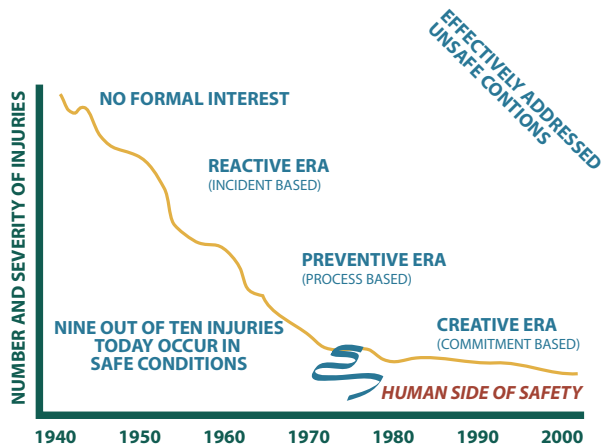 EFFECTIVELY ADDRESSED
UNSAFE CONTIONS
NUMBER AND SEVERITY OF INJURIES
NO FORMAL INTEREST
REACTIVE ERA
(INCIDENT BASED)
PREVENTIVE ERA
(PROCESS BASED)
NINE OUT OF TEN INJURIES
TODAY OCCUR IN
SAFE CONDITIONS
CREATIVE ERA
(COMMITMENT BASED)
HUMAN SIDE OF SAFETY
1940 1950 1960 1970 1980 1990 2000